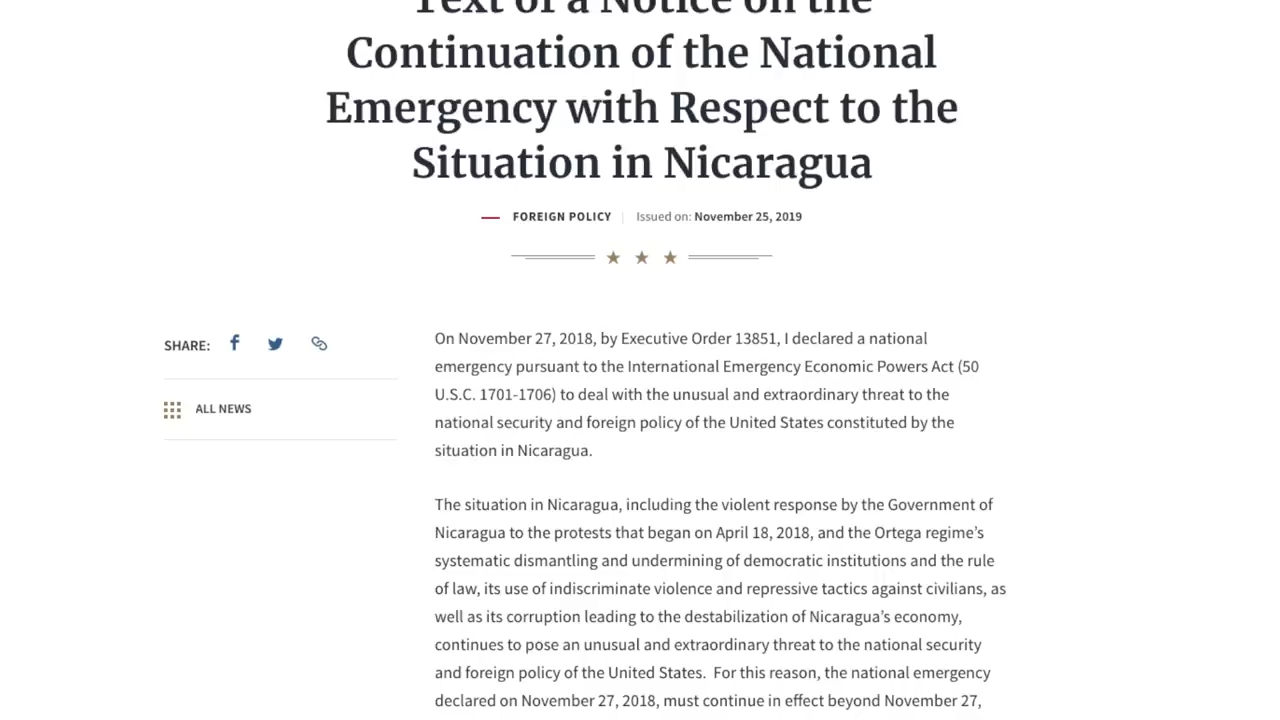 Text of a Notice on the
Continuation of the National
Emergency with Respect to the
Situation in Nicaragua
FOREIGN POLICY | Issued on: November 25, 2019
SHARE:
ALL NEWS
On November 27, 2018, by Executive Order 13851, I declared a national
emergency pursuant to the International Emergency Economic Powers Act (50
U.S.C. 1701-1706) to deal with the unusual and extraordinary threat to the
national security and foreign policy of the United States constituted by the
situation in Nicaragua.
The situation in Nicaragua, including the violent response by the Government of
Nicaragua to the protests that began on April 18, 2018, and the Ortega regime’s
systematic dismantling and undermining of democratic institutions and the rule
of law, its use of indiscriminate violence and repressive tactics against civilians, as
well as its corruption leading to the destabilization of Nicaragua’s economy,
continues to pose an unusual and extraordinary threat to the national security
and foreign policy of the United States.  For this reason, the national emergency
declared on November 27, 2018, must continue in effect beyond November 27,